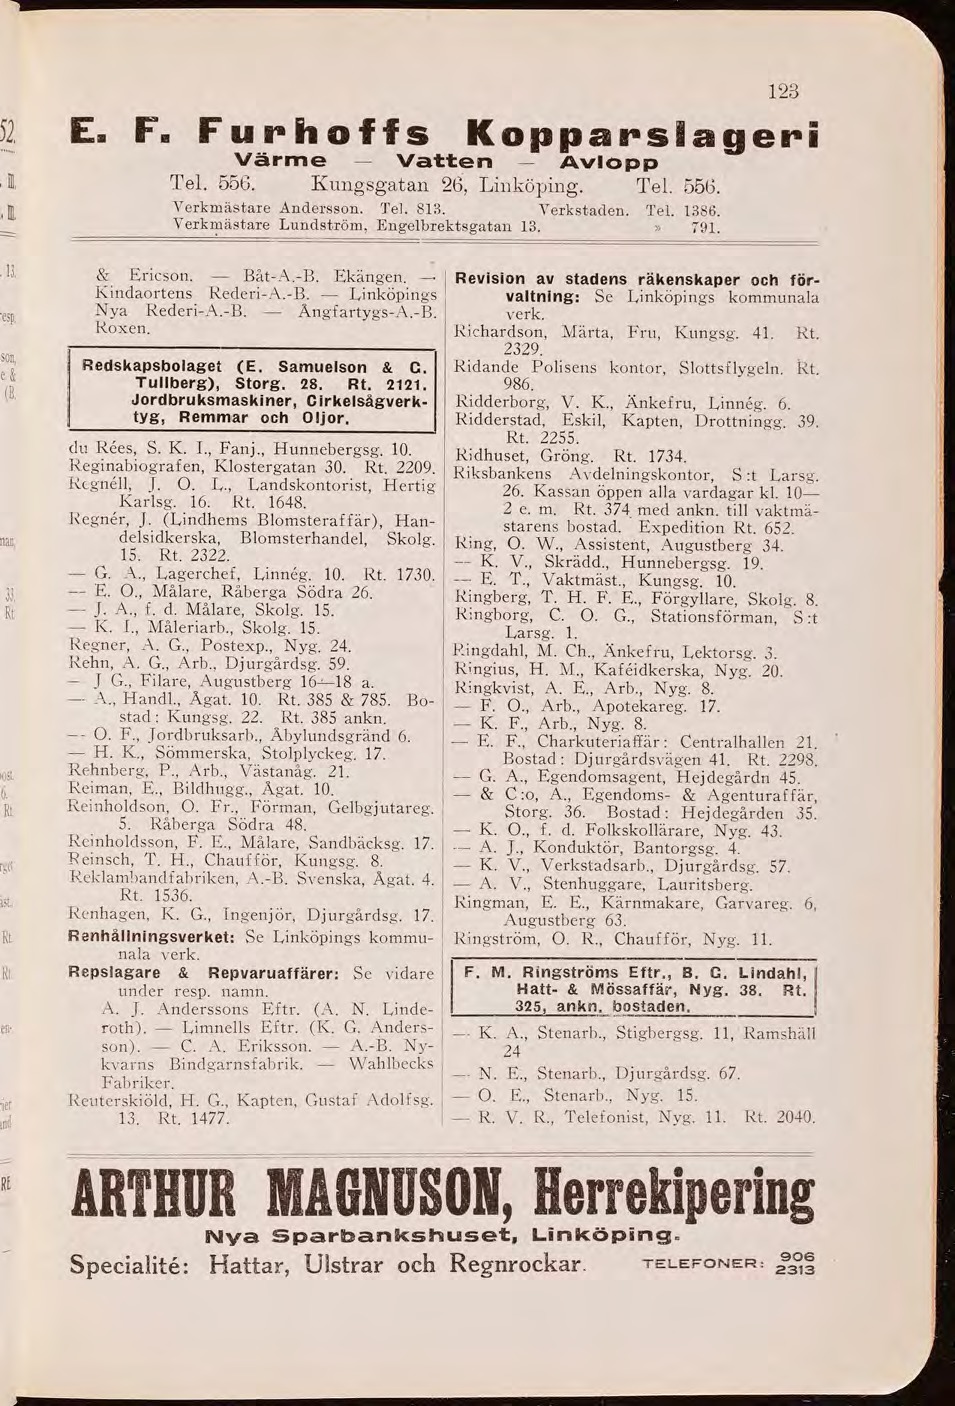 123
E. F. Furhoffs Kopparslageri
Värme — Vatten — Avlopp
Tel. 556. Kungsgatan 26, Linköping. Tel. 556.
Verkmästare Andersson. Tel. 813. Verkstaden. Tel. 1386.
Verkmästare Lundström, Engelbrektsgatan 13. » 791.
& Ericson. — Båt-A.-B. Ekängen. —
Kindaortens Rederi-A.-B. — Linköpings
Nya Rederi-A.-B. — Ångfartygs-A.-B.
Roxen.
Redskapsbolaget (E. Samuelson & C.
Tullberg), Storg. 28. Rt. 2121.
Jordbruksmaskiner, Cirkelsågverk-
tyg, Remmar och Oljor.
du Rées, S. K. I., Fanj., Hunnebergsg. 10.
Reginabiografen, Klostergatan 30. Rt. 2209.
Regnéll, J. O. L., Landskontorist, Hertig
Karlsg. 16. Rt. 1648.
Regnér, J. (Lindhems Blomsteraffär), Han-
delsidkerska, Blomsterhandel, Skolg.
15. Rt. 2322.
— G. A., Lagerchef, Linnég. 10. Rt. 1730.
— E. O., Målare, Råberga Södra 26.
— J. A., f. d. Målare, Skolg. 15.
— K. I., Måleriarb., Skolg. 15.
Regner, A. G., Postexp., Nyg. 24.
Rehn, A. G., Arb., Djurgårdsg. 59.
— J G., Filare, Augustberg 16—18 a.
— A., Handl., Ågat. 10. Rt. 385 & 785. Bo-
stad: Kungsg. 22. Rt. 385 ankn.
— O. F., Jordbruksarb., Åbylundsgränd 6.
— H. K., Sömmerska, Stolplyckeg. 17.
Rehnberg, P., Arb., Västanåg. 21.
Reiman, E., Bildhugg., Ågat. 10.
Reinholdson, O. Fr., Förman, Gelbgjutareg.
5. Råberga Södra 48.
Reinholdsson, F. E., Målare, Sandbäcksg. 17.
Reinsch, T. H., Chaufför, Kungsg. 8.
Reklambandfabriken, A.-B. Svenska, Ågat. 4.
Rt. 1536.
Renhagen, K. G., Ingenjör, Djurgårdsg. 17.
Renhållningsverket: Se Linköpings kommu-
nala verk.
Repslagare & Repvaruaffärer: Se vidare
under resp. namn.
A. J. Anderssons Eftr. (A. N. Linde-
roth). — Limnells Eftr. (K. G. Anders-
son). — C. A. Eriksson. — A.-B. Ny-
kvarns Bindgarnsfabrik. — Wahlbecks
Fabriker.
Reuterskiöld, H. G., Kapten, Gustaf Adolfsg.
13. Rt. 1477.
Revision av stadens räkenskaper och för-
valtning: Se Linköpings kommunala
verk.
Richardson, Märta, Fru, Kungsg. 41. Rt.
2329.
Ridande Polisens kontor, Slottsflygeln. Rt.
986.
Ridderborg, V. K., Änkefru, Linnég. 6.
Ridderstad, Eskil, Kapten, Drottningg. 39.
Rt. 2255.
Ridhuset, Gröng. Rt. 1734.
Riksbankens Avdelningskontor, S:t Larsg.
26. Kassan öppen alla vardagar kl. 10—
2 e. m. Rt. 374 med ankn. till vaktmä-
starens bostad. Expedition Rt. 652.
Ring, O. W., Assistent, Augustberg 34.
— K. V., Skrädd., Hunnebergsg. 19.
— E. T., Vaktmäst., Kungsg. 10.
Ringberg, T. H. F. E., Förgyllare, Skolg. 8.
Ringborg, C. O. G., Stationsförman, S:t
Larsg. 1.
Ringdahl, M. Ch., Änkefru, Lektorsg. 3.
Ringius, H. M., Kaféidkerska, Nyg. 20.
Ringkvist, A. E., Arb., Nyg. 8.
— F. O., Arb., Apotekareg. 17.
— K. F., Arb., Nyg. 8.
— E. F., Charkuteriaffär: Centralhallen 21.
Bostad: Djurgårdsvägen 41. Rt. 2298.
— G. A., Egendomsagent, Hejdegårdn 45.
— & C:o, A., Egendoms- & Agenturaffär,
Storg. 36. Bostad: Hejdegården 35.
— K. O., f. d. Folkskollärare, Nyg. 43.
— A. J., Konduktör, Bantorgsg. 4.
— K. V., Verkstadsarb., Djurgårdsg. 57.
— A. V., Stenhuggare, Lauritsberg.
Ringman, E. E., Kärnmakare, Garvareg. 6,
Augustberg 63.
Ringström, O. R., Chaufför, Nyg. 11.
F. M. Ringströms Eftr., B. G. Lindahl,
Hatt- & Mössaffär, Nyg. 38. Rt.
325, ankn. bostaden.
— K. A., Stenarb., Stigbergsg. 11, Ramshäll
24
— N. E., Stenarb., Djurgårdsg. 67.
— O. E., Stenarb., Nyg. 15.
— R. V. R., Telefonist, Nyg. 11. Rt. 2040.
ARTHUR MAGNUSON, Herrekipering
Nya Sparbankshuset, Linköping.
Specialité: Hattar, Ulstrar och Regnrockar. TELEFONER: 906
2313